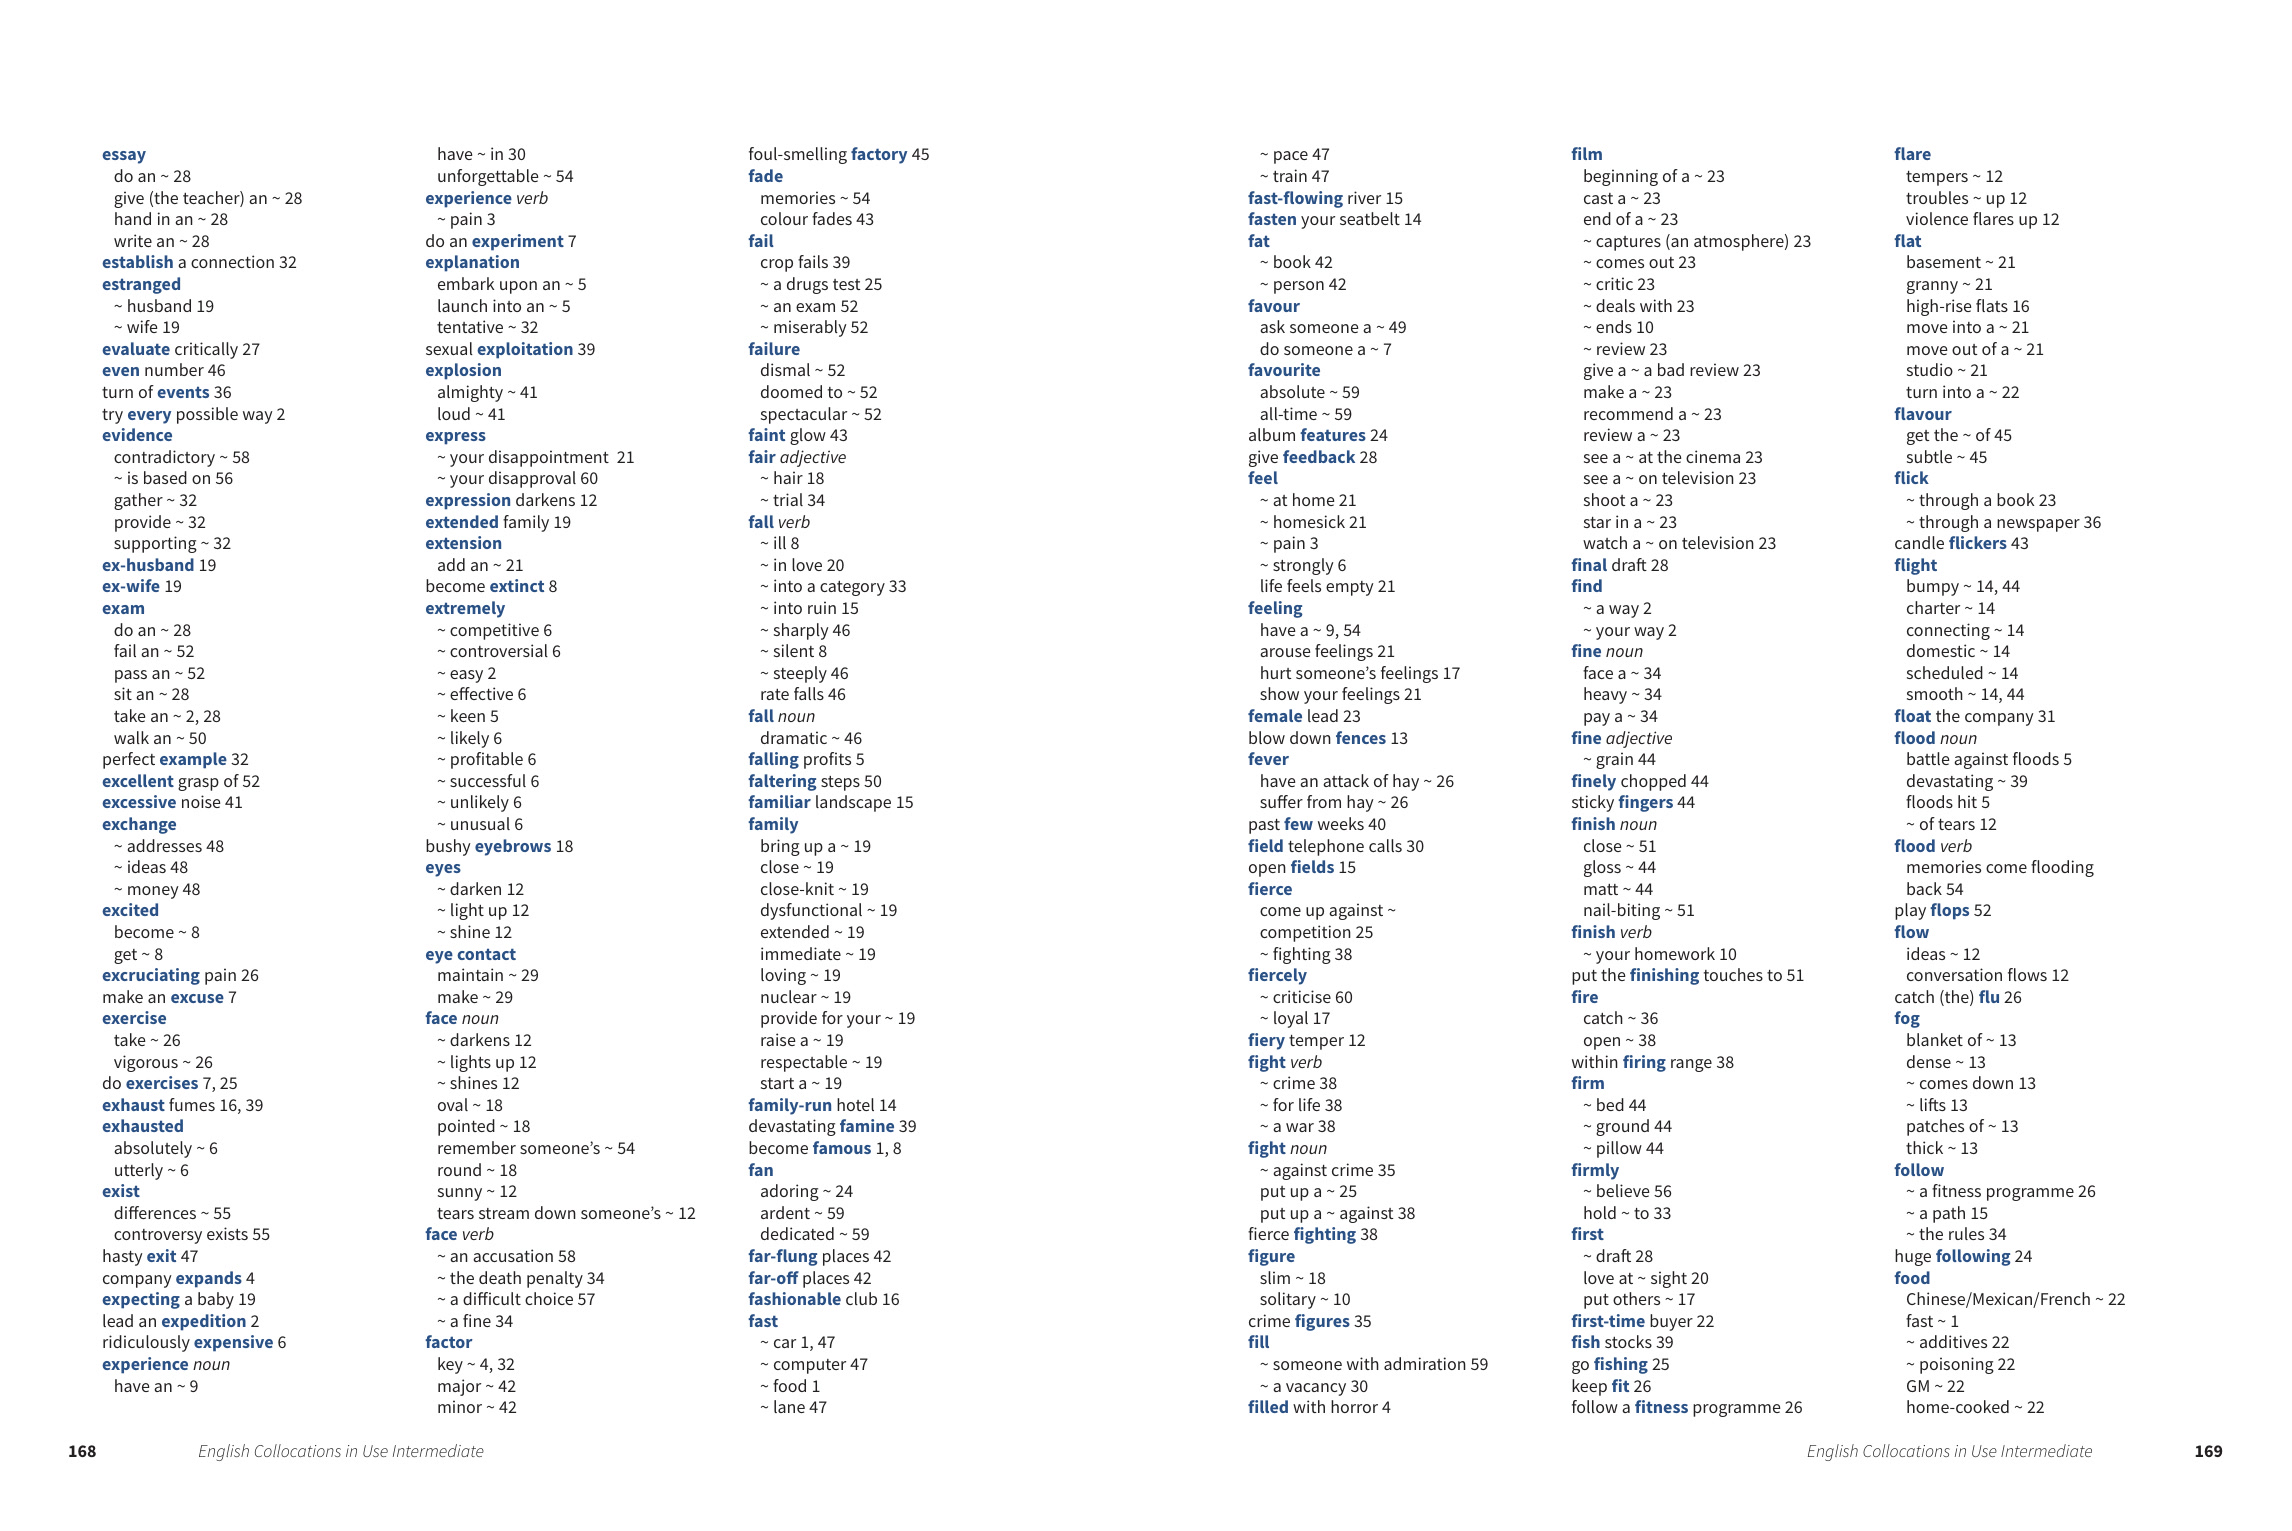 essay
do an ~ 28
give (the teacher) an ~ 28
hand in an ~ 28
write an ~ 28
establish a connection 32
estranged
~ husband 19
~ wife 19
evaluate critically 27
even number 46
turn of events 36
try every possible way 2
evidence
contradictory ~ 58
~ is based on 56
gather ~ 32
provide ~ 32
supporting ~ 32
ex-husband 19
ex-wife 19
exam
do an ~ 28
fail an ~ 52
pass an ~ 52
sit an ~ 28
take an ~ 2, 28
walk an ~ 50
perfect example 32
excellent grasp of 52
excessive noise 41
exchange
~ addresses 48
~ ideas 48
~ money 48
excited
become ~ 8
get ~ 8
excruciating pain 26
make an excuse 7
exercise
take ~ 26
vigorous ~ 26
do exercises 7, 25
exhaust fumes 16, 39
exhausted
absolutely ~ 6
utterly ~ 6
exist
differences ~ 55
controversy exists 55
hasty exit 47
company expands 4
expecting a baby 19
lead an expedition 2
ridiculously expensive 6
experience noun
have an ~ 9
have ~ in 30
unforgettable ~ 54
experience verb
~ pain 3
do an experiment 7
explanation
embark upon an ~ 5
launch into an ~ 5
tentative ~ 32
sexual exploitation 39
explosion
almighty ~ 41
loud ~ 41
express
~ your disappointment  21
~ your disapproval 60
expression darkens 12
extended family 19
extension
add an ~ 21
become extinct 8
extremely
~ competitive 6
~ controversial 6
~ easy 2
~ effective 6
~ keen 5
~ likely 6
~ profitable 6
~ successful 6
~ unlikely 6
~ unusual 6
bushy eyebrows 18
eyes
~ darken 12
~ light up 12
~ shine 12
eye contact
maintain ~ 29
make ~ 29
face noun
~ darkens 12
~ lights up 12
~ shines 12
oval ~ 18
pointed ~ 18
remember someone's ~ 54
round ~ 18
sunny ~ 12
tears stream down someone's ~ 12
face verb
~ an accusation 58
~ the death penalty 34
~ a difficult choice 57
~ a fine 34
factor
key ~ 4, 32
major ~ 42
minor ~ 42
foul-smelling factory 45
fade
memories ~ 54
colour fades 43
fail
crop fails 39
~ a drugs test 25
~ an exam 52
~ miserably 52
failure
dismal ~ 52
doomed to ~ 52
spectacular ~ 52
faint glow 43
fair adjective
~ hair 18
~ trial 34
fall verb
~ ill 8
~ in love 20
~ into a category 33
~ into ruin 15
~ sharply 46
~ silent 8
~ steeply 46
rate falls 46
fall noun
dramatic ~ 46
falling profits 5
faltering steps 50
familiar landscape 15
family
bring up a ~ 19
close ~ 19
close-knit ~ 19
dysfunctional ~ 19
extended ~ 19
immediate ~ 19
loving ~ 19
nuclear ~ 19
provide for your ~ 19
raise a ~ 19
respectable ~ 19
start a ~ 19
family-run hotel 14
devastating famine 39
become famous 1, 8
fan
adoring ~ 24
ardent ~ 59
dedicated ~ 59
far-flung places 42
far-off places 42
fashionable club 16
fast
~ car 1, 47
~ computer 47
~ food 1
~ lane 47
~ pace 47
~ train 47
fast-flowing river 15
fasten your seatbelt 14
fat
~ book 42
~ person 42
favour
ask someone a ~ 49
do someone a ~ 7
favourite
absolute ~ 59
all-time ~ 59
album features 24
give feedback 28
feel
~ at home 21
~ homesick 21
~ pain 3
~ strongly 6
life feels empty 21
feeling
have a ~ 9, 54
arouse feelings 21
hurt someone's feelings 17
show your feelings 21
female lead 23
blow down fences 13
fever
have an attack of hay ~ 26
suffer from hay ~ 26
past few weeks 40
field telephone calls 30
open fields 15
fierce
come up against ~
competition 25
~ fighting 38
fiercely
~ criticise 60
~ loyal 17
fiery temper 12
fight verb
~ crime 38
~ for life 38
~ a war 38
fight noun
~ against crime 35
put up a ~ 25
put up a ~ against 38
fierce fighting 38
figure
slim ~ 18
solitary ~ 10
crime figures 35
fill
~ someone with admiration 59
~ a vacancy 30
filled with horror 4
film
beginning of a ~ 23
cast a ~ 23
end of a ~ 23
~ captures (an atmosphere) 23
~ comes out 23
~ critic 23
~ deals with 23
~ ends 10
~ review 23
give a ~ a bad review 23
make a ~ 23
recommend a ~ 23
review a ~ 23
see a ~ at the cinema 23
see a ~ on television 23
shoot a ~ 23
star in a ~ 23
watch a ~ on television 23
final draft 28
find
~ a way 2
~ your way 2
fine noun
face a ~ 34
heavy ~ 34
pay a ~ 34
fine adjective
~ grain 44
finely chopped 44
sticky fingers 44
finish noun
close ~ 51
gloss ~ 44
matt ~ 44
nail-biting ~ 51
finish verb
~ your homework 10
put the finishing touches to 51
fire
catch ~ 36
open ~ 38
within firing range 38
firm
~ bed 44
~ ground 44
~ pillow 44
firmly
~ believe 56
hold ~ to 33
first
~ draft 28
love at ~ sight 20
put others ~ 17
first-time buyer 22
fish stocks 39
go fishing 25
keep fit 26
follow a fitness programme 26
flare
tempers ~ 12
troubles ~ up 12
violence flares up 12
flat
basement ~ 21
granny ~ 21
high-rise flats 16
move into a ~ 21
move out of a ~ 21
studio ~ 21
turn into a ~ 22
flavour
get the ~ of 45
subtle ~ 45
flick
~ through a book 23
~ through a newspaper 36
candle flickers 43
flight
bumpy ~ 14, 44
charter ~ 14
connecting ~ 14
domestic ~ 14
scheduled ~ 14
smooth ~ 14, 44
float the company 31
flood noun
battle against floods 5
devastating ~ 39
floods hit 5
~ of tears 12
flood verb
memories come flooding
back 54
play flops 52
flow
ideas ~ 12
conversation flows 12
catch (the) flu 26
fog
blanket of ~ 13
dense ~ 13
~ comes down 13
~ lifts 13
patches of ~ 13
thick ~ 13
follow
~ a fitness programme 26
~ a path 15
~ the rules 34
huge following 24
food
Chinese/Mexican/French ~ 22
fast ~ 1
~ additives 22
~ poisoning 22
GM ~ 22
home-cooked ~ 22
168 English Collocations in Use Intermediate
English Collocations in Use Intermediate 169